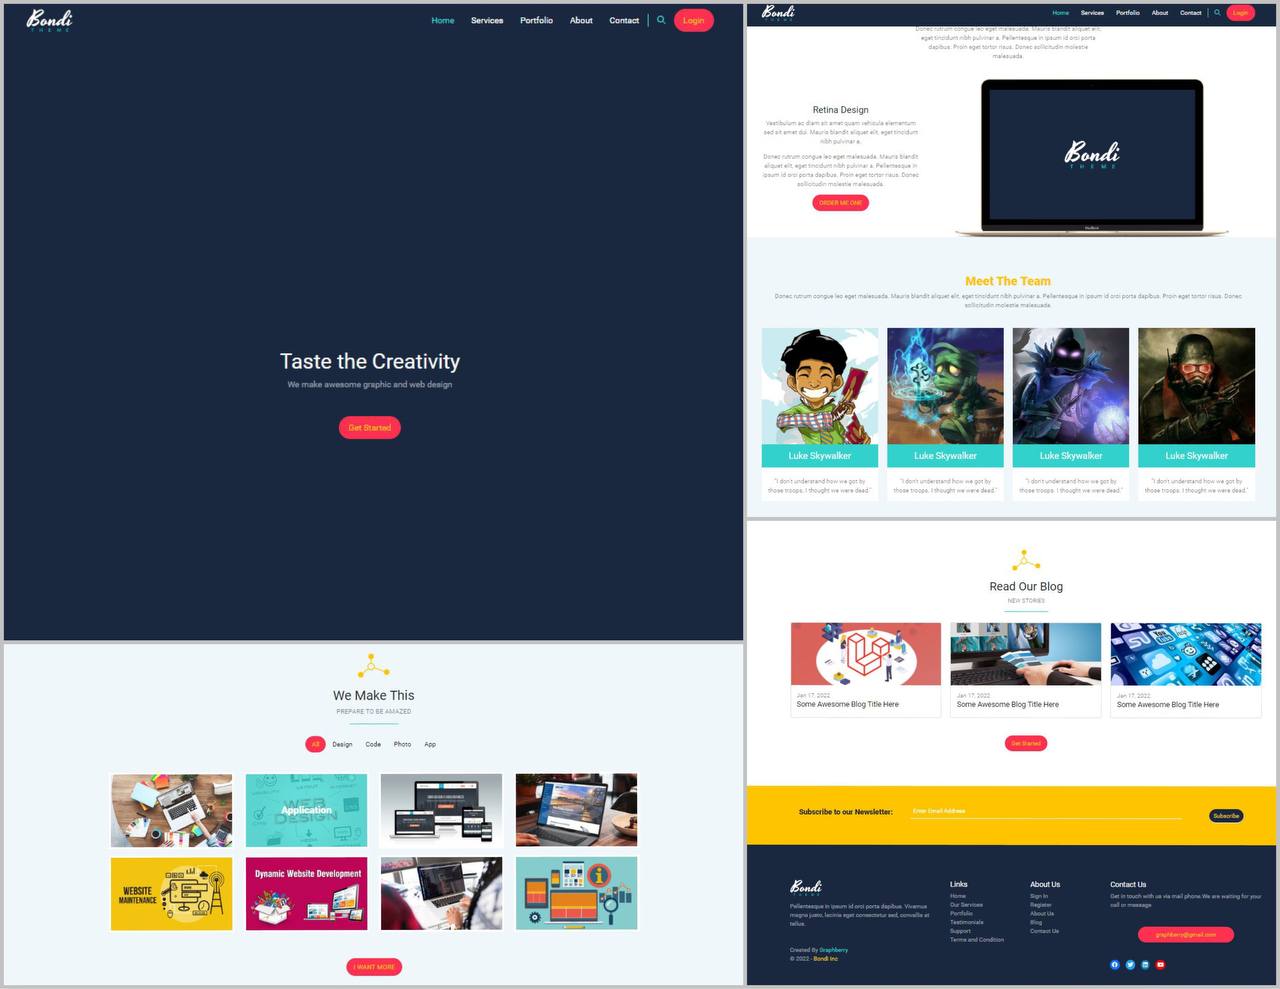 Bondi
THEME
Home
Services
Portfolio
About
Contact
Login
Taste the Creativity
We make awesome graphic and web design
Get Started
We Make This
PREPARE TO BE AMAZED
All
Design
Code
Photo
App
Application
WEBSITE
MAINTENANCE
Dynamic Website Development
I WANT MORE
Bondi
THEME
Home
Services
Portfolio
About
Contact
Login
Donec rutrum congue leo eget malesuada. Mauris blandit aliquet elit,
eget tincidunt nibh pulvinar a. Pellentesque in ipsum id orci porta
dapibus. Proin eget tortor risus. Donec sollicitudin molestie
malesuada.
Retina Design
Vestibulum ac diam sit amet quam vehicula elementum
sed sit amet dui. Mauris blandit aliquet elit, eget tincidunt
nibh pulvinar a.
Donec rutrum congue leo eget malesuada. Mauris blandit
aliquet elit, eget tincidunt nibh pulvinar a. Pellentesque in
ipsum id orci porta dapibus. Proin eget tortor risus. Donec
sollicitudin molestie malesuada.
ORDER ME ONE
Bondi
THEME
MacBook
Meet The Team
Donec rutrum congue leo eget malesuada. Mauris blandit aliquet elit, eget tincidunt nibh pulvinar a. Pellentesque in ipsum id orci porta dapibus. Proin eget tortor risus. Donec
sollicitudin molestie malesuada.
Luke Skywalker
"I don't understand how we got by
those troops. I thought we were dead."
Luke Skywalker
"I don't understand how we got by
those troops. I thought we were dead."
Luke Skywalker
"I don't understand how we got by
those troops. I thought we were dead."
Luke Skywalker
"I don't understand how we got by
those troops. I thought we were dead."
Read Our Blog
NEW STORIES
Jan 17, 2022
Some Awesome Blog Title Here
Jan 17, 2022
Some Awesome Blog Title Here
Jan 17, 2022
Some Awesome Blog Title Here
Get Started
Subscribe to our Newsletter:
Enter Email Address
Subscribe
Bondi
THEME
Pellentesque in ipsum id orci porta dapibus. Vivamus
magna justo, lacinia eget consectetur sed, convallis at
tellus.
Created By Graphberry
© 2022 - Bondi Inc
Links
Home
Our Services
Portfolio
Testimonials
Support
Terms and Condition
About Us
Sign In
Register
About Us
Blog
Contact Us
Contact Us
Get in touch with us via mail phone.We are waiting for your
call or message
graphberry@gmail.com